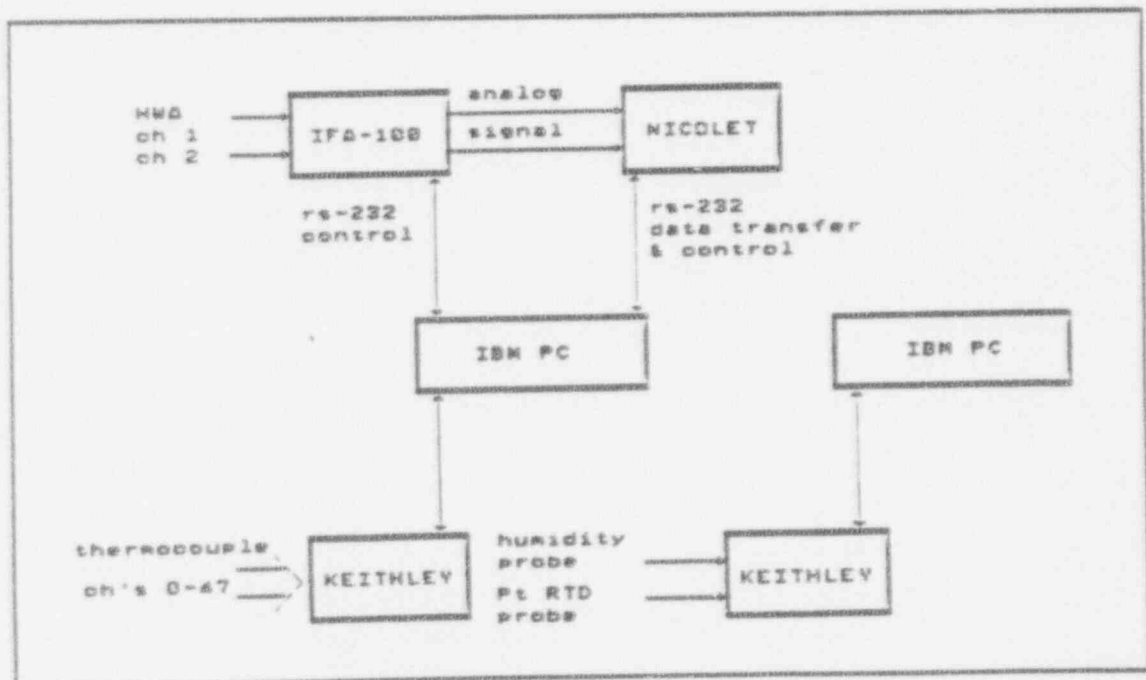 HWA
ch 1
ch 2
IFA-100
analog
signal
NICOLET
rs-232
control
rs-232
data transfer
& control
IBM PC
IBM PC
thermocouple
ch's 0-47
KEITHLEY
humidity
probe
Pt RTD
probe
KEITHLEY